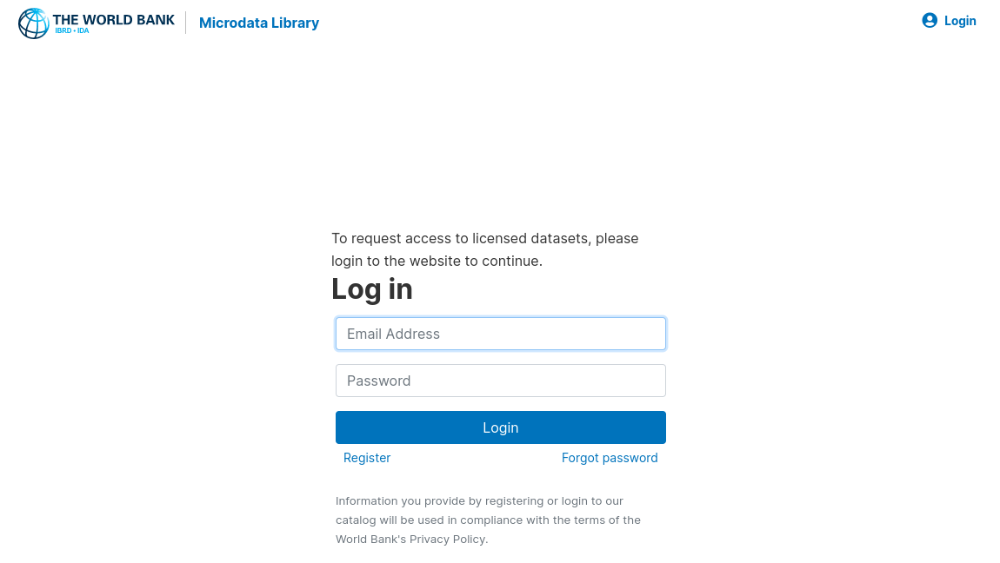 THE WORLD BANK
IBRD • IDA
Microdata Library
Login
To request access to licensed datasets, please
login to the website to continue.
Log in
Email Address
Password
Login
Register
Forgot password
Information you provide by registering or login to our
catalog will be used in compliance with the terms of the
World Bank's Privacy Policy.